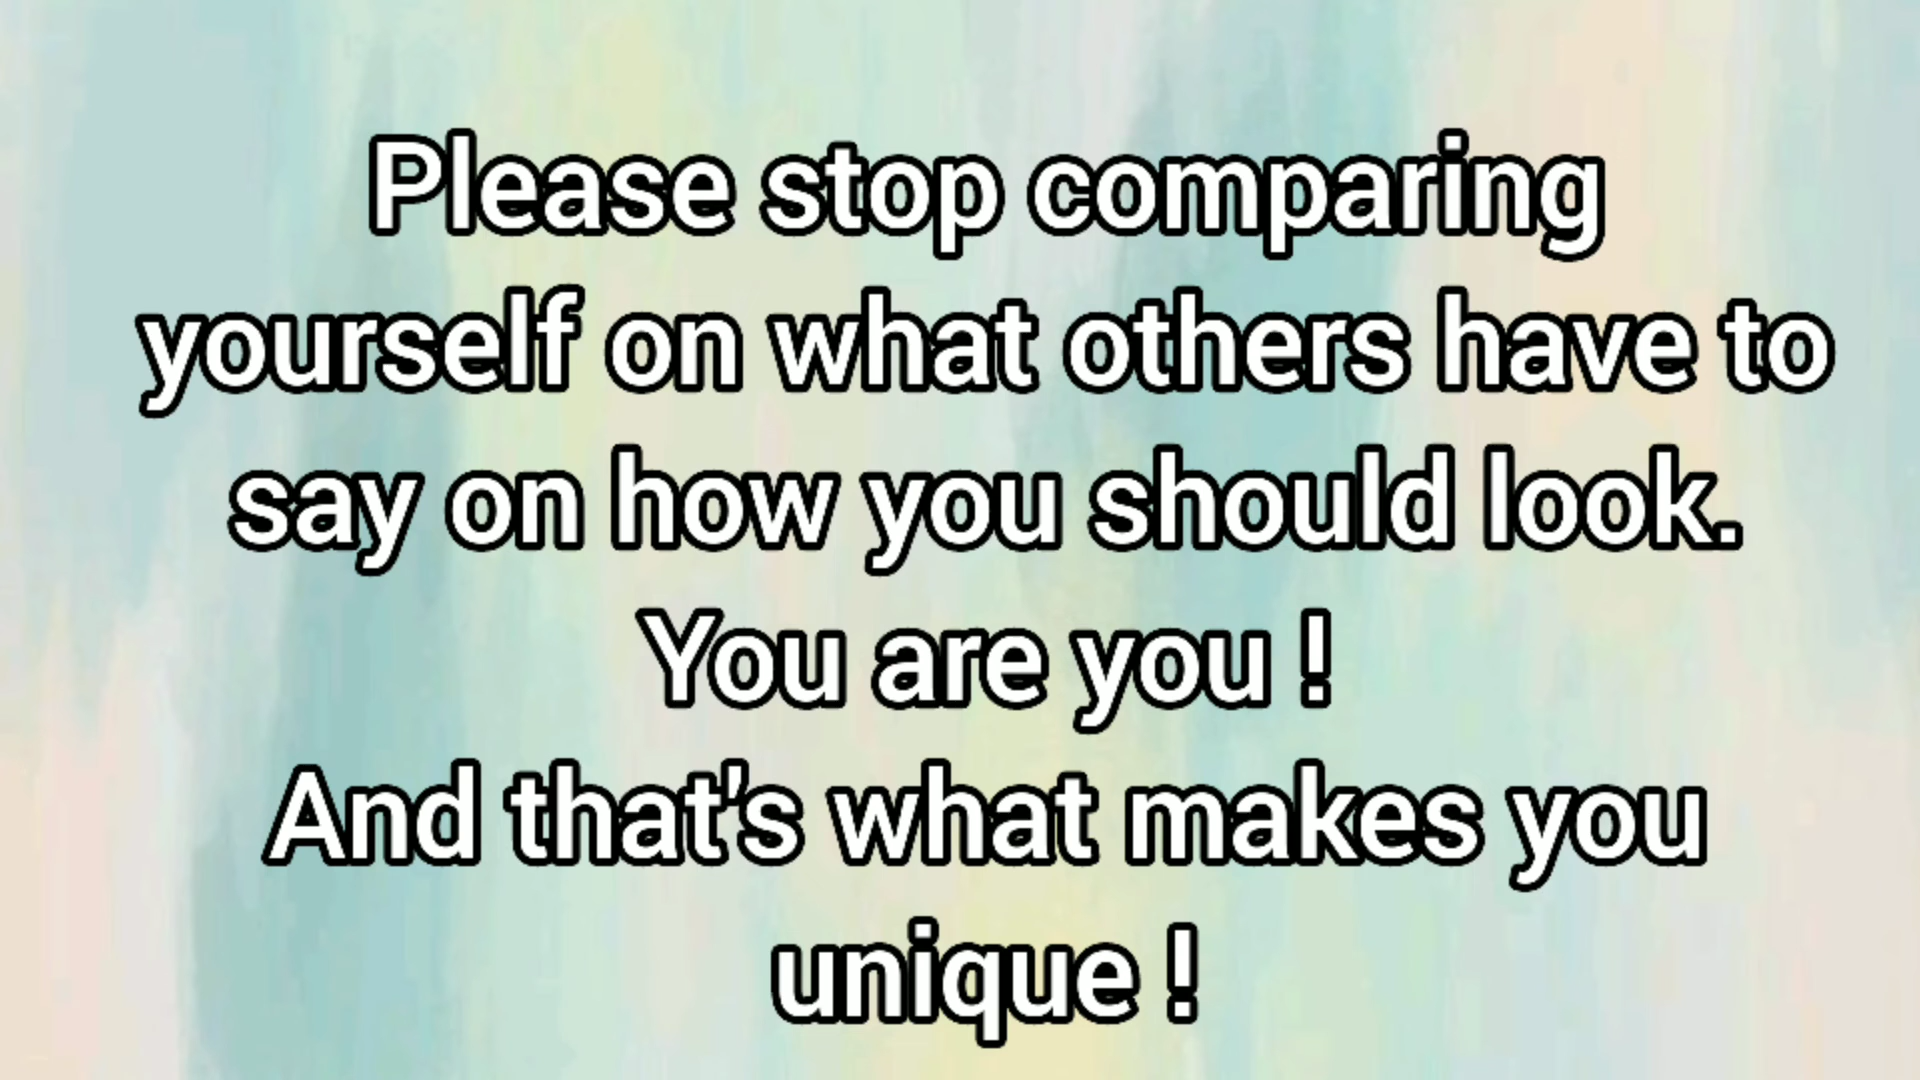 Please stop comparing
yourself on what others have to
say on how you should look.
You are you !
And that's what makes you
unique !